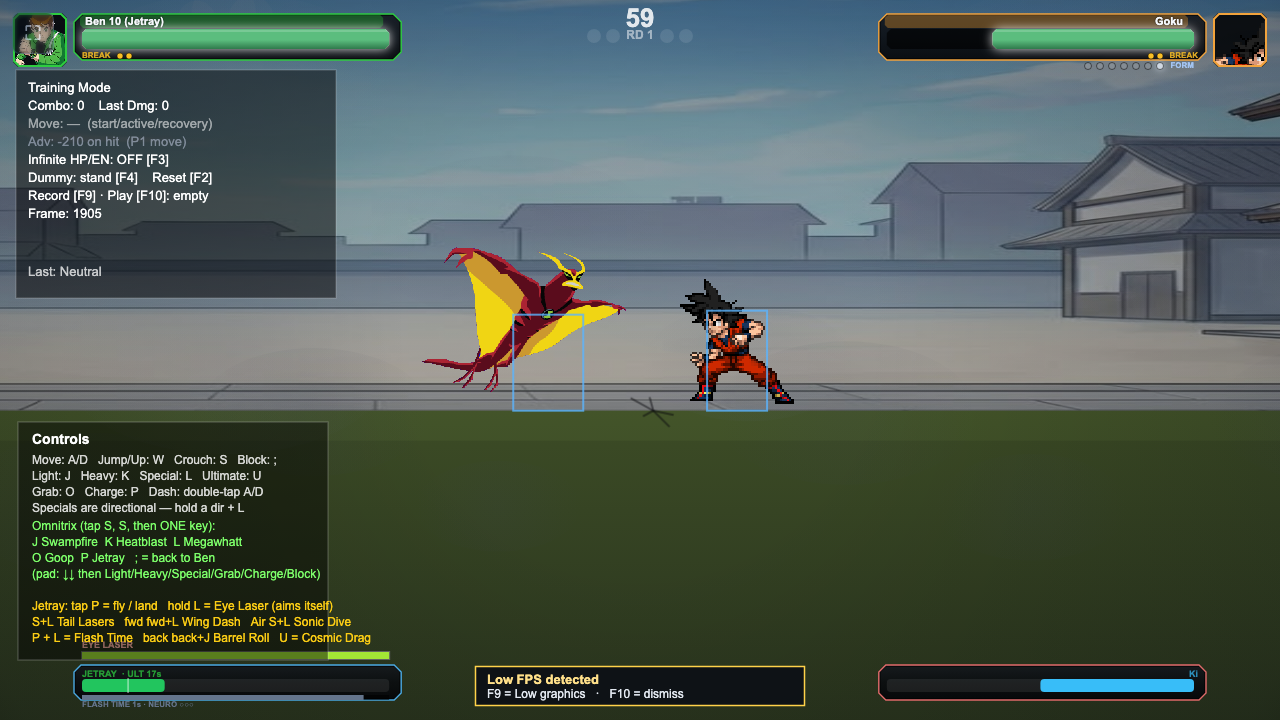 Ben 10 (Jetray)
59
Goku
RD 1
BREAK
BREAK
FORM
Training Mode
Combo: 0    Last Dmg: 0
Move: —  (start/active/recovery)
Adv: -210 on hit  (P1 move)
Infinite HP/EN: OFF [F3]
Dummy: stand [F4]    Reset [F2]
Record [F9] · Play [F10]: empty
Frame: 1905
Last: Neutral
Controls
Move: A/D   Jump/Up: W   Crouch: S   Block: ;
Light: J   Heavy: K   Special: L   Ultimate: U
Grab: O   Charge: P   Dash: double-tap A/D
Specials are directional — hold a dir + L
Omnitrix (tap S, S, then ONE key):
J Swampfire  K Heatblast  L Megawhatt
O Goop  P Jetray   ; = back to Ben
(pad: ↓↓ then Light/Heavy/Special/Grab/Charge/Block)
Jetray: tap P = fly / land   hold L = Eye Laser (aims itself)
S+L Tail Lasers   fwd fwd+L Wing Dash   Air S+L Sonic Dive
P + L = Flash Time   back back+J Barrel Roll   U = Cosmic Drag
EYE LASER
JETRAY · ULT 17s
FLASH TIME 1s · NEURO
Low FPS detected
F9 = Low graphics   ·   F10 = dismiss
Ki